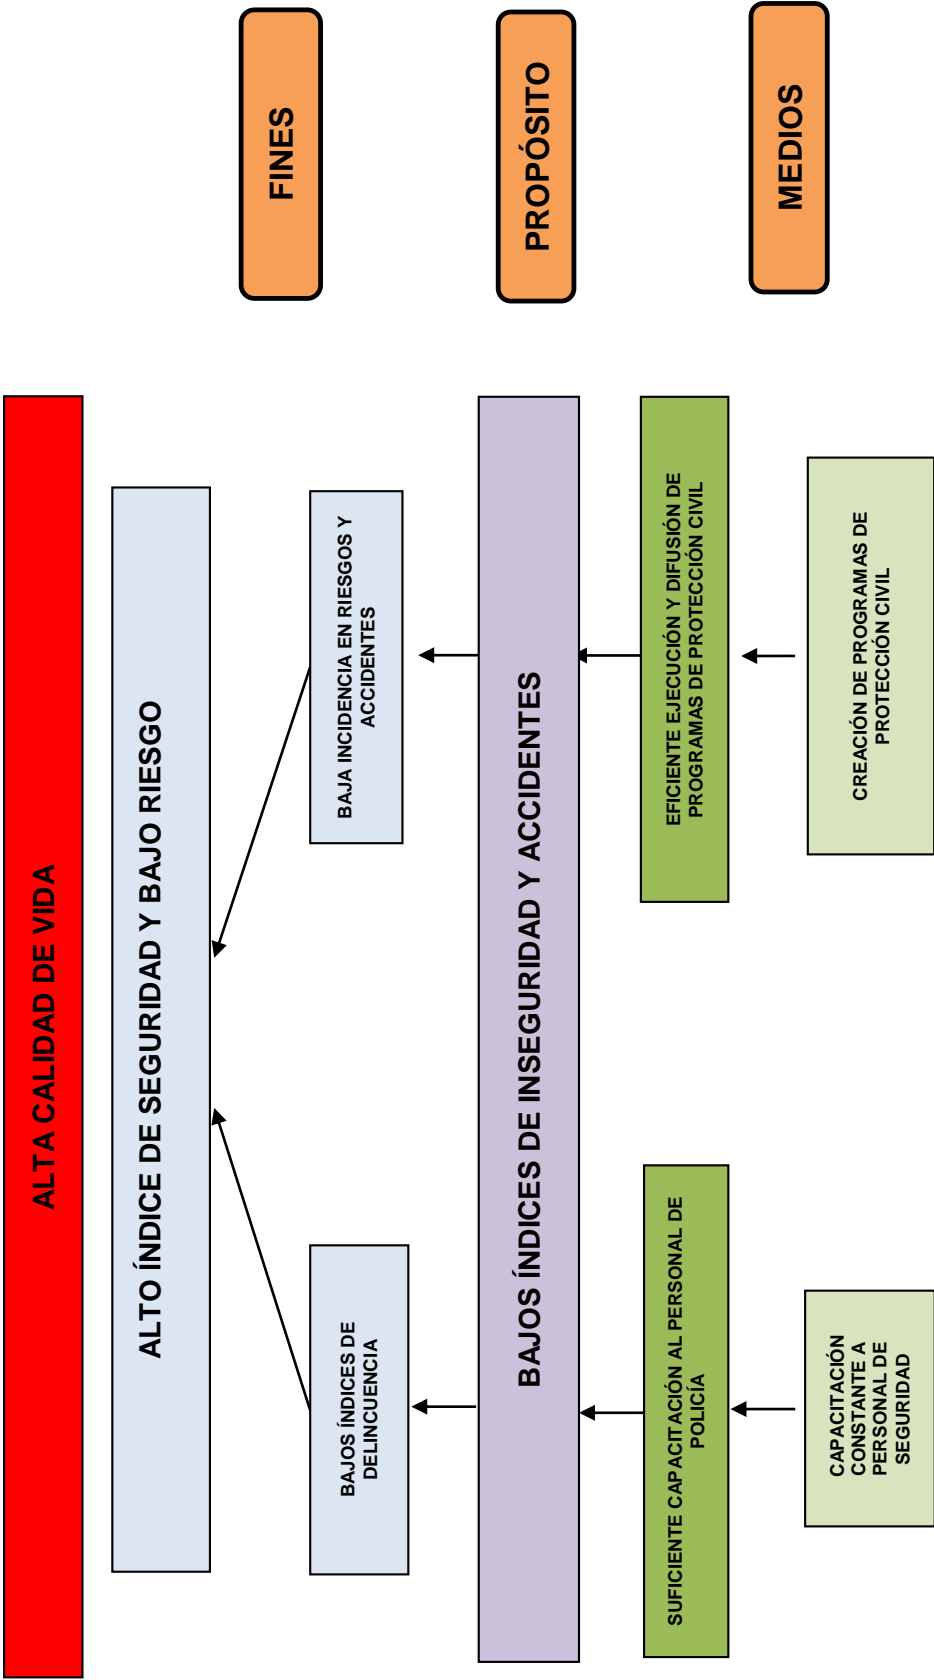 ALTA CALIDAD DE VIDA
ALTO ÍNDICE DE SEGURIDAD Y BAJO RIESGO
FINES
BAJOS ÍNDICES DE
DELINCUENCIA
BAJA INCIDENCIA EN RIESGOS Y
ACCIDENTES
BAJOS ÍNDICES DE INSEGURIDAD Y ACCIDENTES
PROPÓSITO
SUFICIENTE CAPACITACIÓN AL PERSONAL DE
POLICÍA
EFICIENTE EJECUCIÓN Y DIFUSIÓN DE
PROGRAMAS DE PROTECCIÓN CIVIL
MEDIOS
CAPACITACIÓN
CONSTANTE A
PERSONAL DE
SEGURIDAD
CREACIÓN DE PROGRAMAS DE
PROTECCIÓN CIVIL